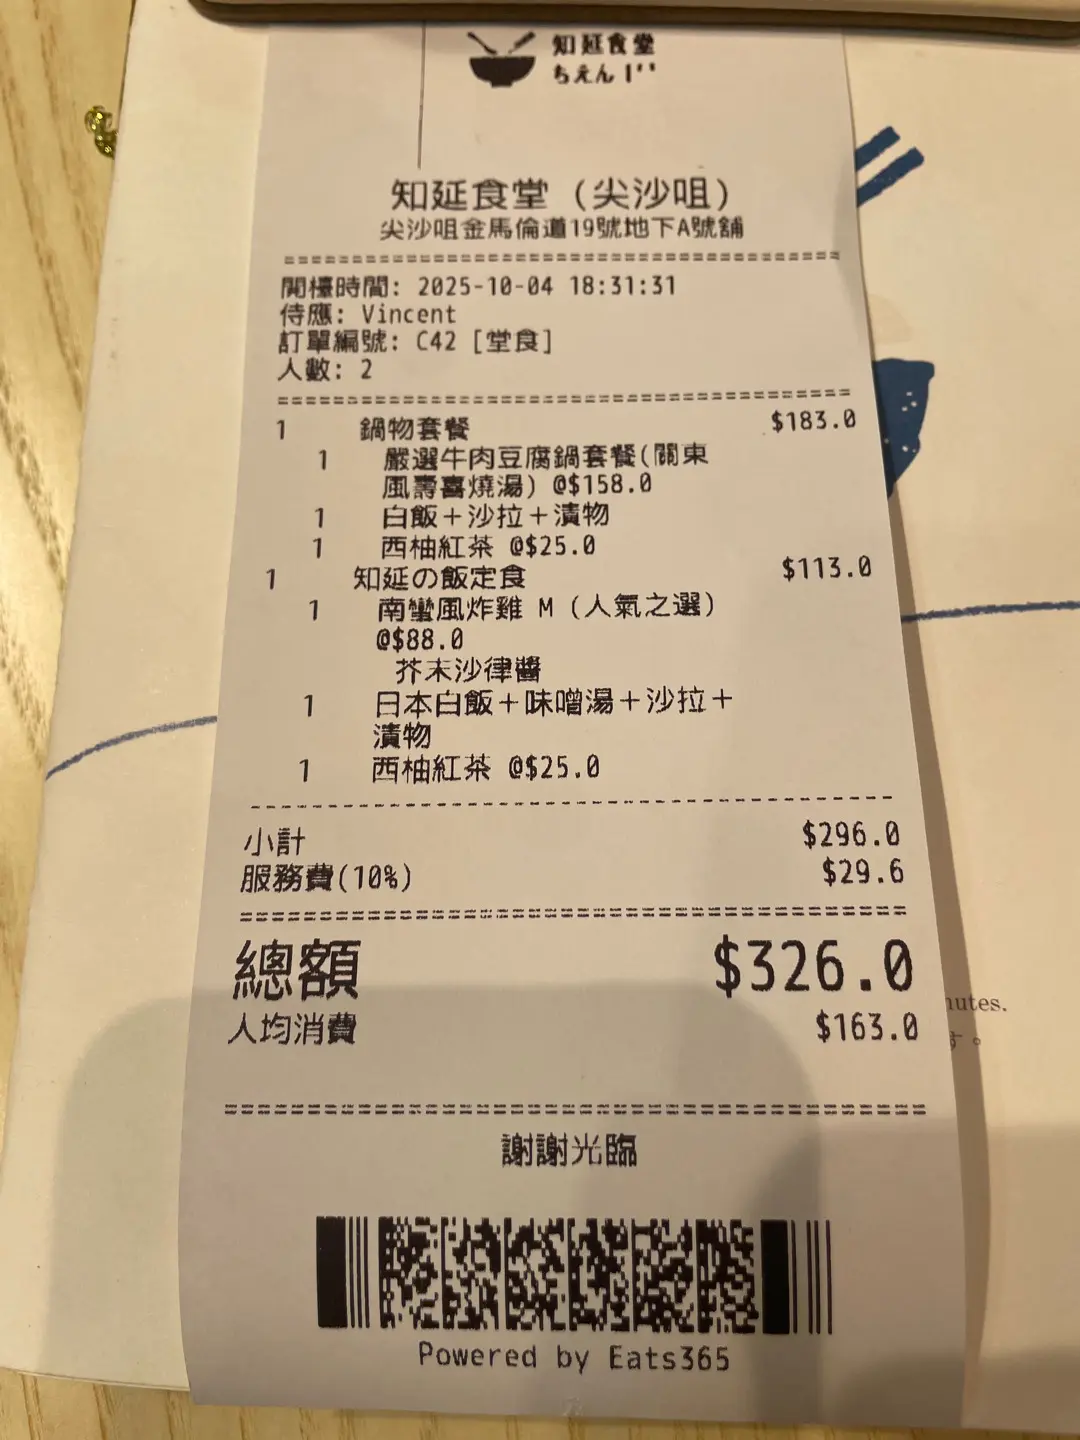 知延食堂
ちえん
知延食堂 (尖沙咀)
尖沙咀金馬倫道19號地下A號舖
開檯時間: 2025-10-04 18:31:31
侍應: Vincent
訂單編號: C42 [堂食]
人數: 2
1 鍋物套餐 $183.0
1 嚴選牛肉豆腐鍋套餐(關東
風壽喜燒湯) @$158.0
1 白飯+沙拉+漬物
1 西柚紅茶 @$25.0
1 知延の飯定食 $113.0
1 南蠻風炸雞 M (人氣之選)
@$88.0
芥末沙律醬
1 日本白飯+味噌湯+沙拉+
漬物
1 西柚紅茶 @$25.0
小計 $296.0
服務費(10%) $29.6
總額 $326.0
人均消費 $163.0
謝謝光臨
Powered by Eats365
す。